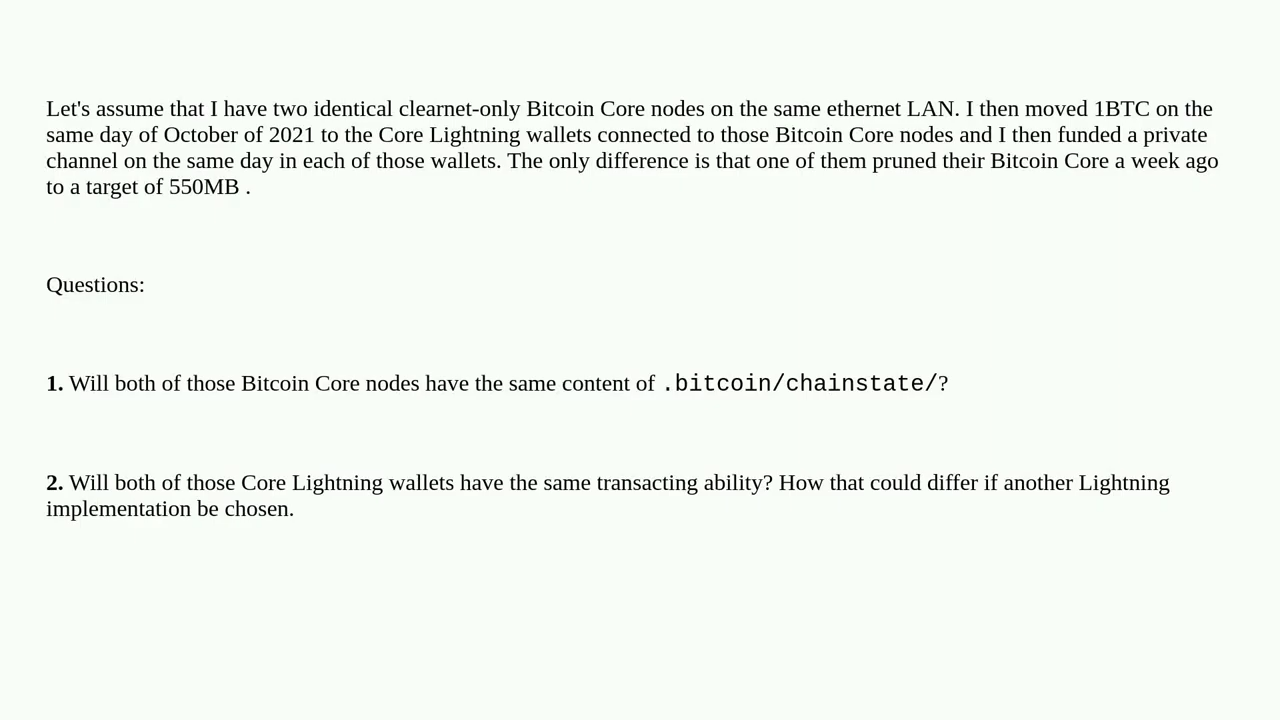 Let's assume that I have two identical clearnet-only Bitcoin Core nodes on the same ethernet LAN. I then moved 1BTC on the
same day of October of 2021 to the Core Lightning wallets connected to those Bitcoin Core nodes and I then funded a private
channel on the same day in each of those wallets. The only difference is that one of them pruned their Bitcoin Core a week ago
to a target of 550MB .
Questions:
1. Will both of those Bitcoin Core nodes have the same content of .bitcoin/chainstate/?
2. Will both of those Core Lightning wallets have the same transacting ability? How that could differ if another Lightning
implementation be chosen.